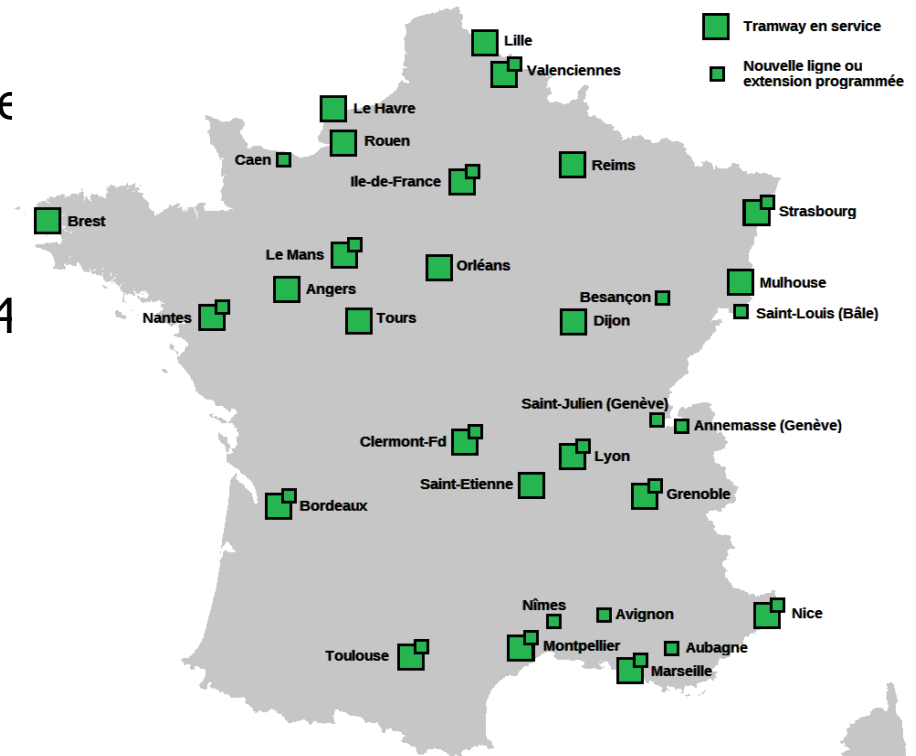 Lille
Tramway en service
Valenciennes
Nouvelle ligne ou
extension programmée
e
Le Havre
Rouen
Caen
Reims
Ile-de-France
Strasbourg
Brest
Le Mans
Orléans
Mulhouse
Angers
Besançon
Saint-Louis (Bâle)
Nantes
Tours
Dijon
4
Saint-Julien (Genève)
Annemasse (Genève)
Clermont-Fd
Lyon
Saint-Etienne
Grenoble
Bordeaux
Nîmes
Avignon
Nice
Montpellier
Aubagne
Toulouse
Marseille